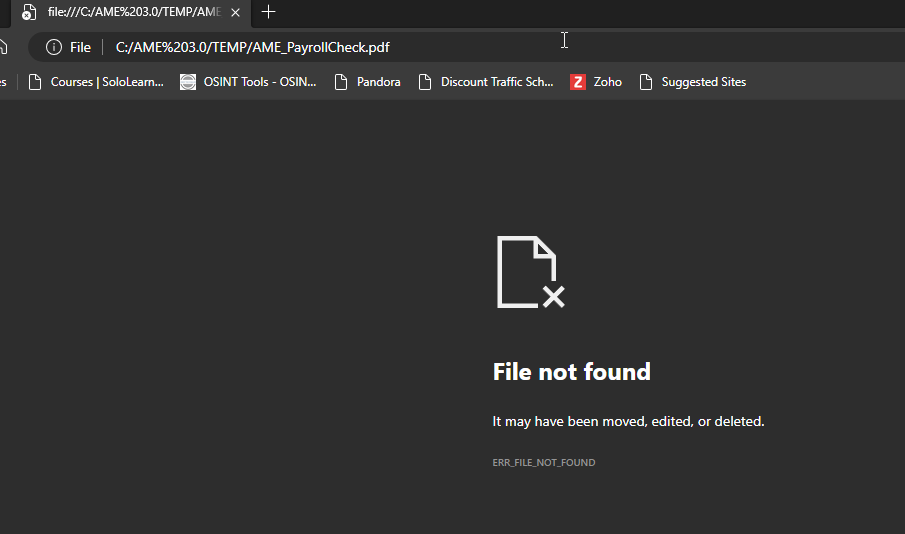 file:///C:/AME%203.0/TEMP/AME
File C:/AME%203.0/TEMP/AME_PayrollCheck.pdf
es Courses | SoloLearn... OSINT Tools - OSIN... Pandora Discount Traffic Sch... Z Zoho Suggested Sites
File not found
It may have been moved, edited, or deleted.
ERR_FILE_NOT_FOUND